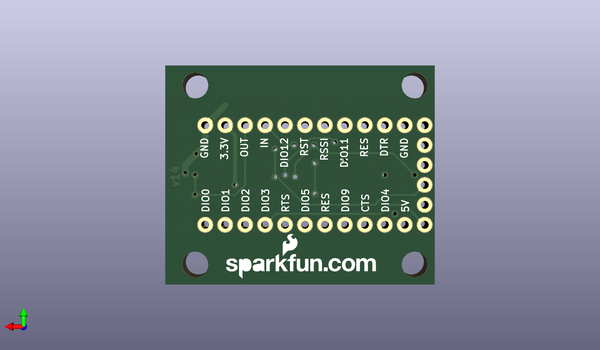 GND 3.3V OUT IN DIO12 RST RSSI DIO11 RES DTR GND
v14
DIO0 DIO1 DIO2 DIO3 RTS DIO5 RES DIO9 CTS DIO4 5V
sparkfun.com